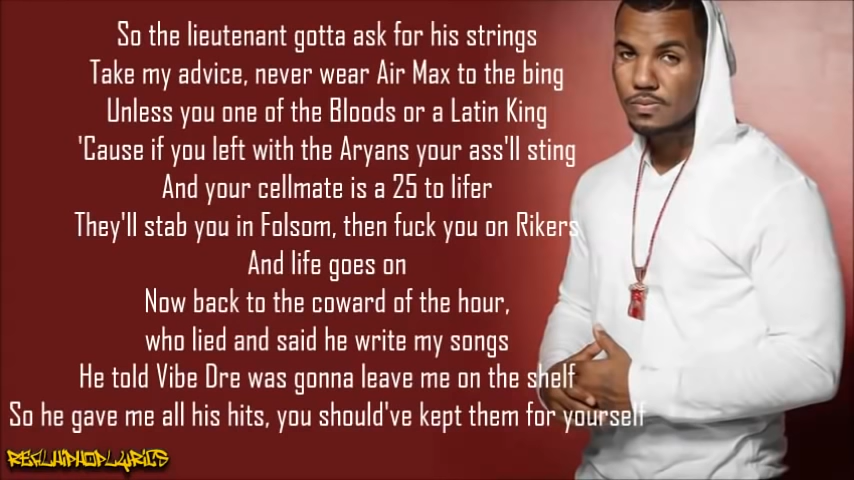 So the lieutenant gotta ask for his strings
Take my advice, never wear Air Max to the bing
Unless you one of the Bloods or a Latin King
'Cause if you left with the Aryans your ass'll sting
And your cellmate is a 25 to lifer
They'll stab you in Folsom, then fuck you on Rikers
And life goes on
Now back to the coward of the hour,
who lied and said he write my songs
He told Vibe Dre was gonna leave me on the shelf
So he gave me all his hits, you should've kept them for yourself
REALHIPHOPLYRICS